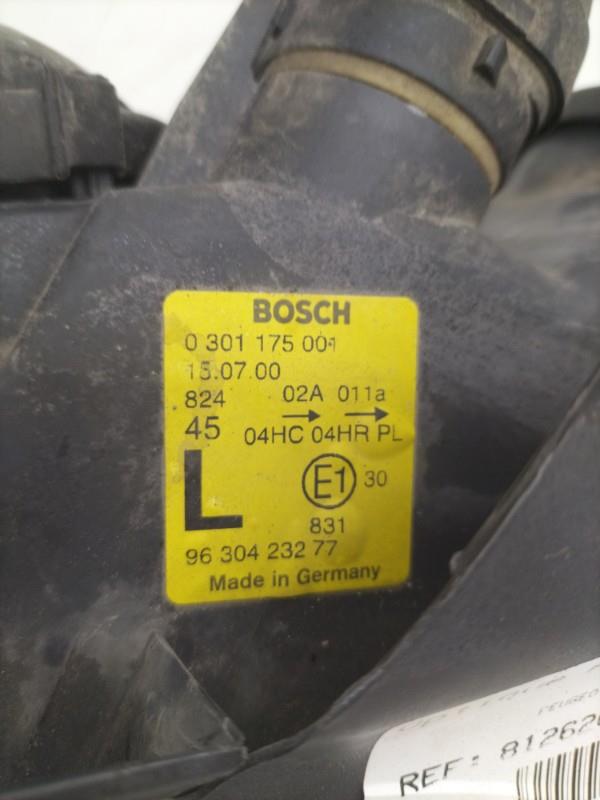 BOSCH
0 301 175 001
15.07.00
824 02A 011a
45 → →
04HC 04HR PL
L E1 30
831
96 304 232 77
Made in Germany
PEUGEO
REF: 81262